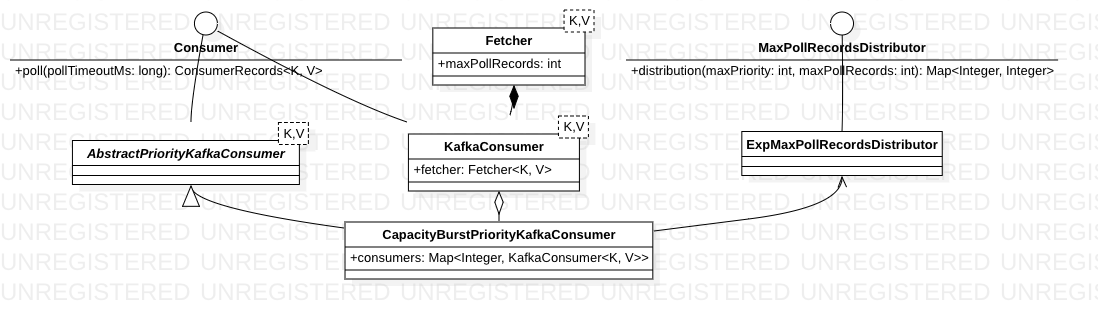 K,V
Consumer
+poll(pollTimeoutMs: long): ConsumerRecords<K, V>
Fetcher
+maxPollRecords: int
MaxPollRecordsDistributor
+distribution(maxPriority: int, maxPollRecords: int): Map<Integer, Integer>
K,V
AbstractPriorityKafkaConsumer
K,V
KafkaConsumer
+fetcher: Fetcher<K, V>
ExpMaxPollRecordsDistributor
CapacityBurstPriorityKafkaConsumer
+consumers: Map<Integer, KafkaConsumer<K, V>>
UNREGISTERED UNREGISTERED UNREGISTERED UNREGISTERED UNREGISTERED UNREGISTERED